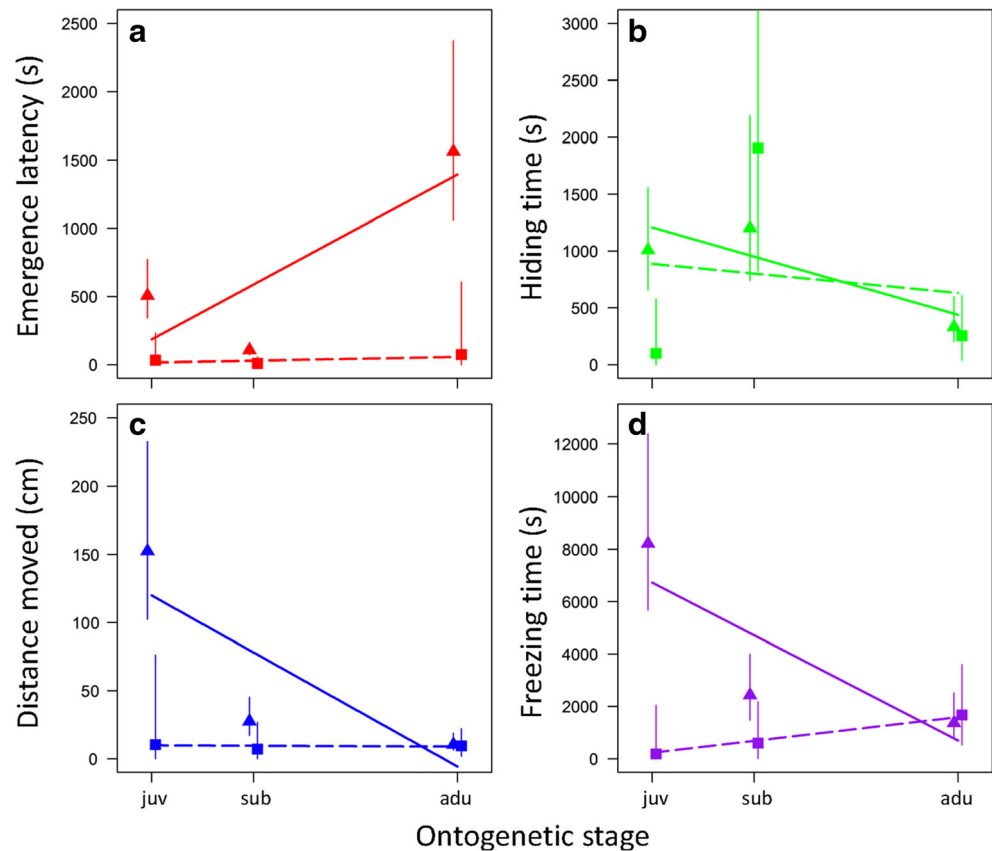 a
Emergence latency (s)
2500
2000
1500
1000
500
0
b
Hiding time (s)
3000
2500
2000
1500
1000
500
0
c
Distance moved (cm)
250
200
150
100
50
0
juv sub adu
d
Freezing time (s)
12000
10000
8000
6000
4000
2000
0
juv sub adu
Ontogenetic stage